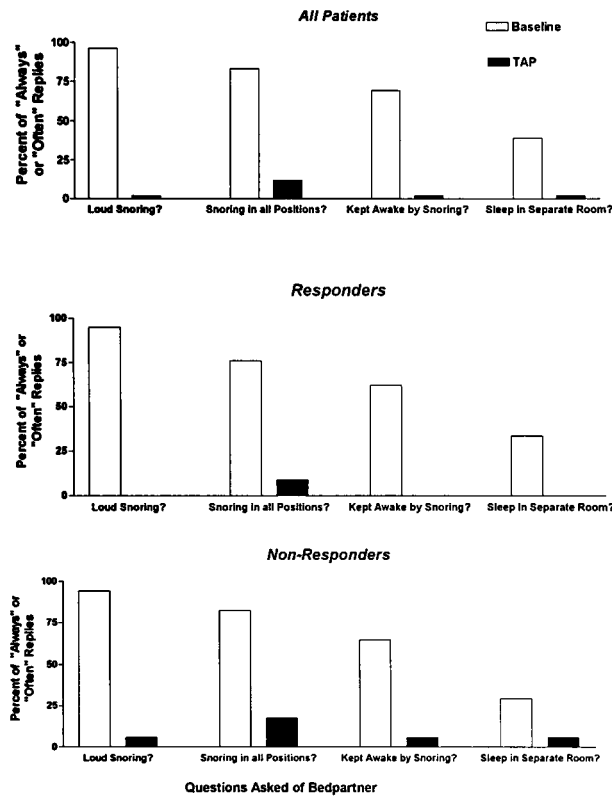 All Patients
Baseline
TAP
Percent of "Always"
or "Often" Replies
100
75
50
25
0
Loud Snoring? Snoring in all Positions? Kept Awake by Snoring? Sleep in Separate Room?
Responders
Percent of "Always" or
"Often" Replies
100
75
50
25
0
Loud Snoring? Snoring in all Positions? Kept Awake by Snoring? Sleep in Separate Room?
Non-Responders
Percent of "Always" or
"Often" Replies
100
75
50
25
0
Loud Snoring? Snoring in all Positions? Kept Awake by Snoring? Sleep in Separate Room?
Questions Asked of Bedpartner